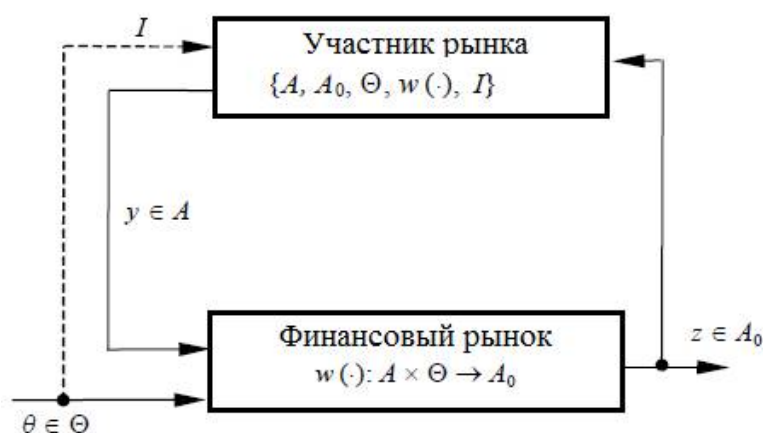 I
Участник рынка
{A, A₀, Θ, w (·), I}
y ∈ A
Финансовый рынок
w (·): A × Θ → A₀
z ∈ A₀
θ ∈ Θ